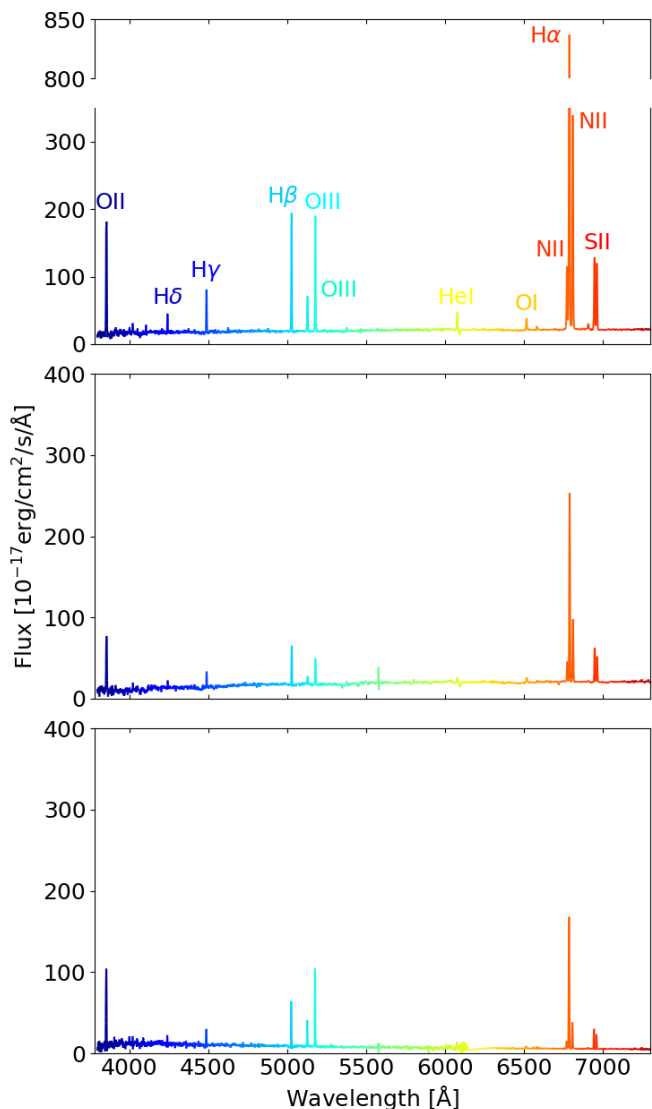 850
800
Hα
300
NII
OII
Hβ
OIII
200
NII
SII
Hγ
100
Hδ
OIII
HeI
OI
0
400
300
200
100
0
Flux [10⁻¹⁷erg/cm²/s/Å]
400
300
200
100
0
4000 4500 5000 5500 6000 6500 7000
Wavelength [Å]